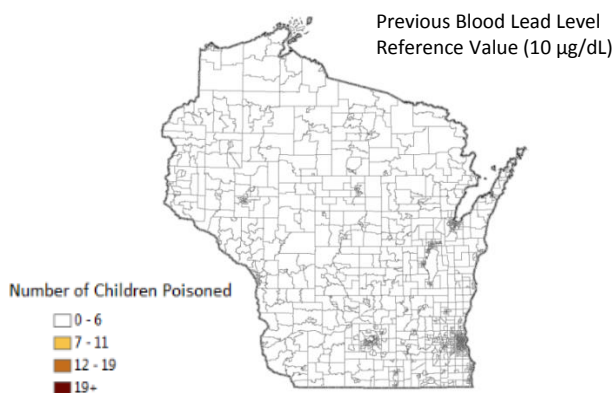 Previous Blood Lead Level
Reference Value (10 µg/dL)
Number of Children Poisoned
0 - 6
7 - 11
12 - 19
19+